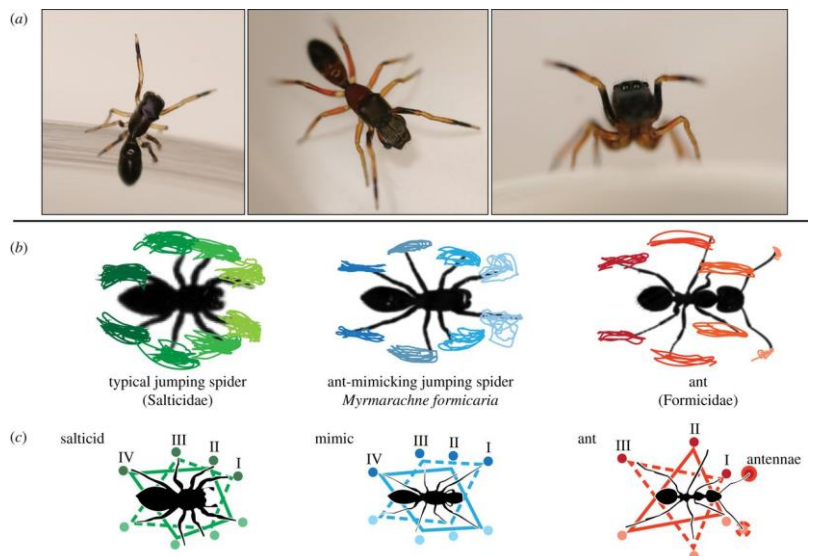 (a)
(b)
typical jumping spider
(Salticidae)
ant-mimicking jumping spider
Myrmarachne formicaria
ant
(Formicidae)
(c)
salticid
IV
III
II
I
mimic
IV
III
II
I
ant
III
II
I
antennae